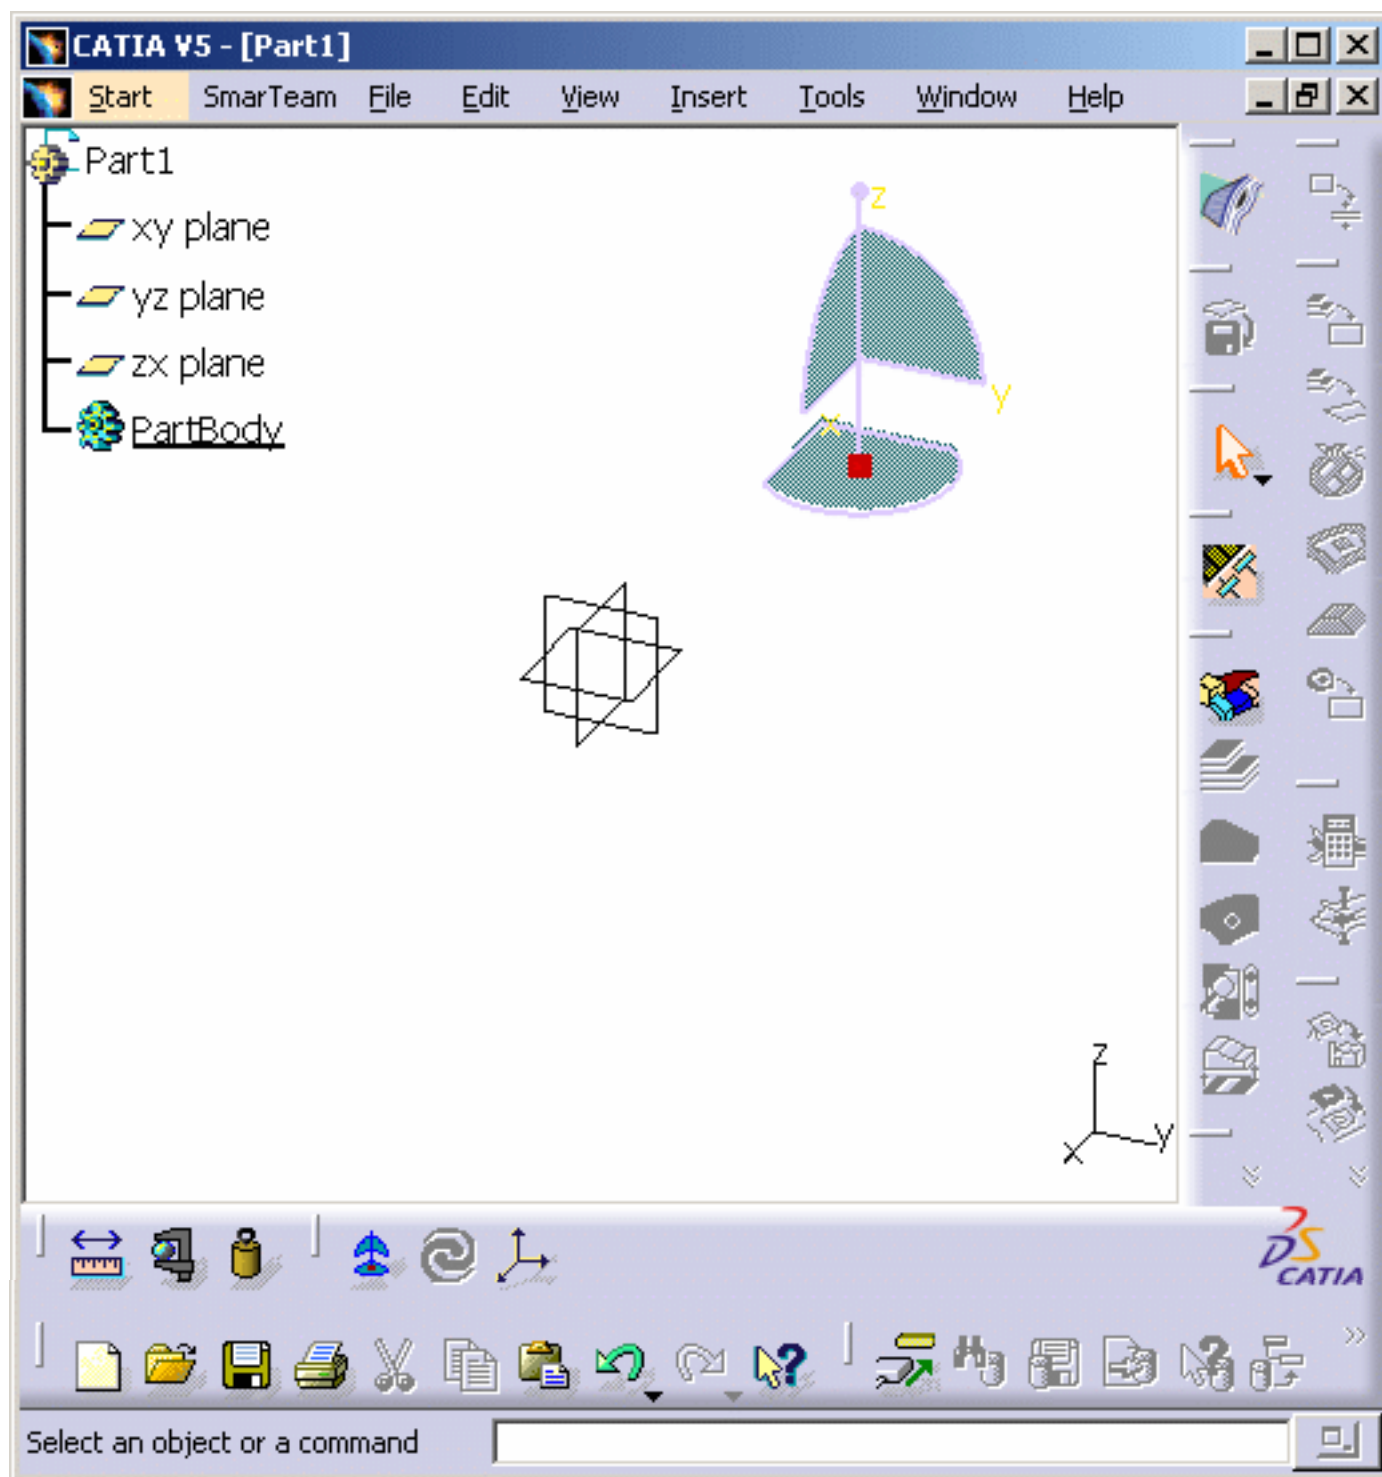 CATIA V5 - [Part1]
Start SmarTeam File Edit View Insert Tools Window Help
Part1
xy plane
yz plane
zx plane
PartBody
z
y
x
z
y
x
DS
CATIA
Select an object or a command